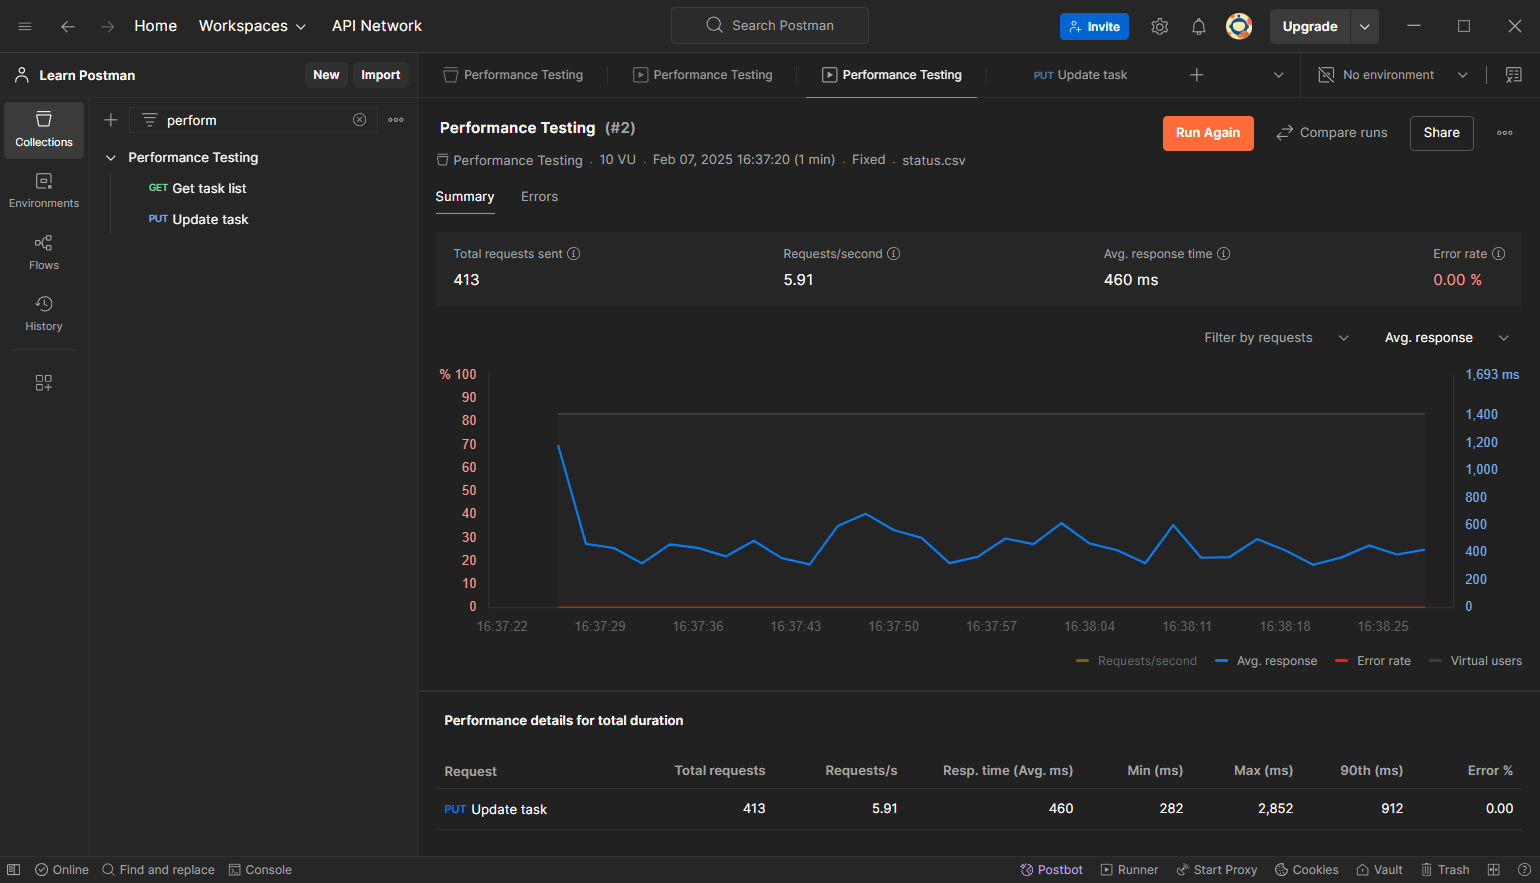 Home Workspaces API Network Search Postman Invite Upgrade
Learn Postman New Import Performance Testing Performance Testing Performance Testing PUT Update task No environment
Collections
Environments
Flows
History
perform
Performance Testing
GET Get task list
PUT Update task
Performance Testing (#2) Run Again Compare runs Share
Performance Testing . 10 VU . Feb 07, 2025 16:37:20 (1 min) . Fixed . status.csv
Summary Errors
Total requests sent Requests/second Avg. response time Error rate
413 5.91 460 ms 0.00 %
Filter by requests Avg. response
% 100 1,693 ms
90
80 1,400
70 1,200
60 1,000
50 800
40 600
30
20 400
10 200
0 0
16:37:22 16:37:29 16:37:36 16:37:43 16:37:50 16:37:57 16:38:04 16:38:11 16:38:18 16:38:25
Requests/second Avg. response Error rate Virtual users
Performance details for total duration
Request Total requests Requests/s Resp. time (Avg. ms) Min (ms) Max (ms) 90th (ms) Error %
PUT Update task 413 5.91 460 282 2,852 912 0.00
Online Find and replace Console Postbot Runner Start Proxy Cookies Vault Trash